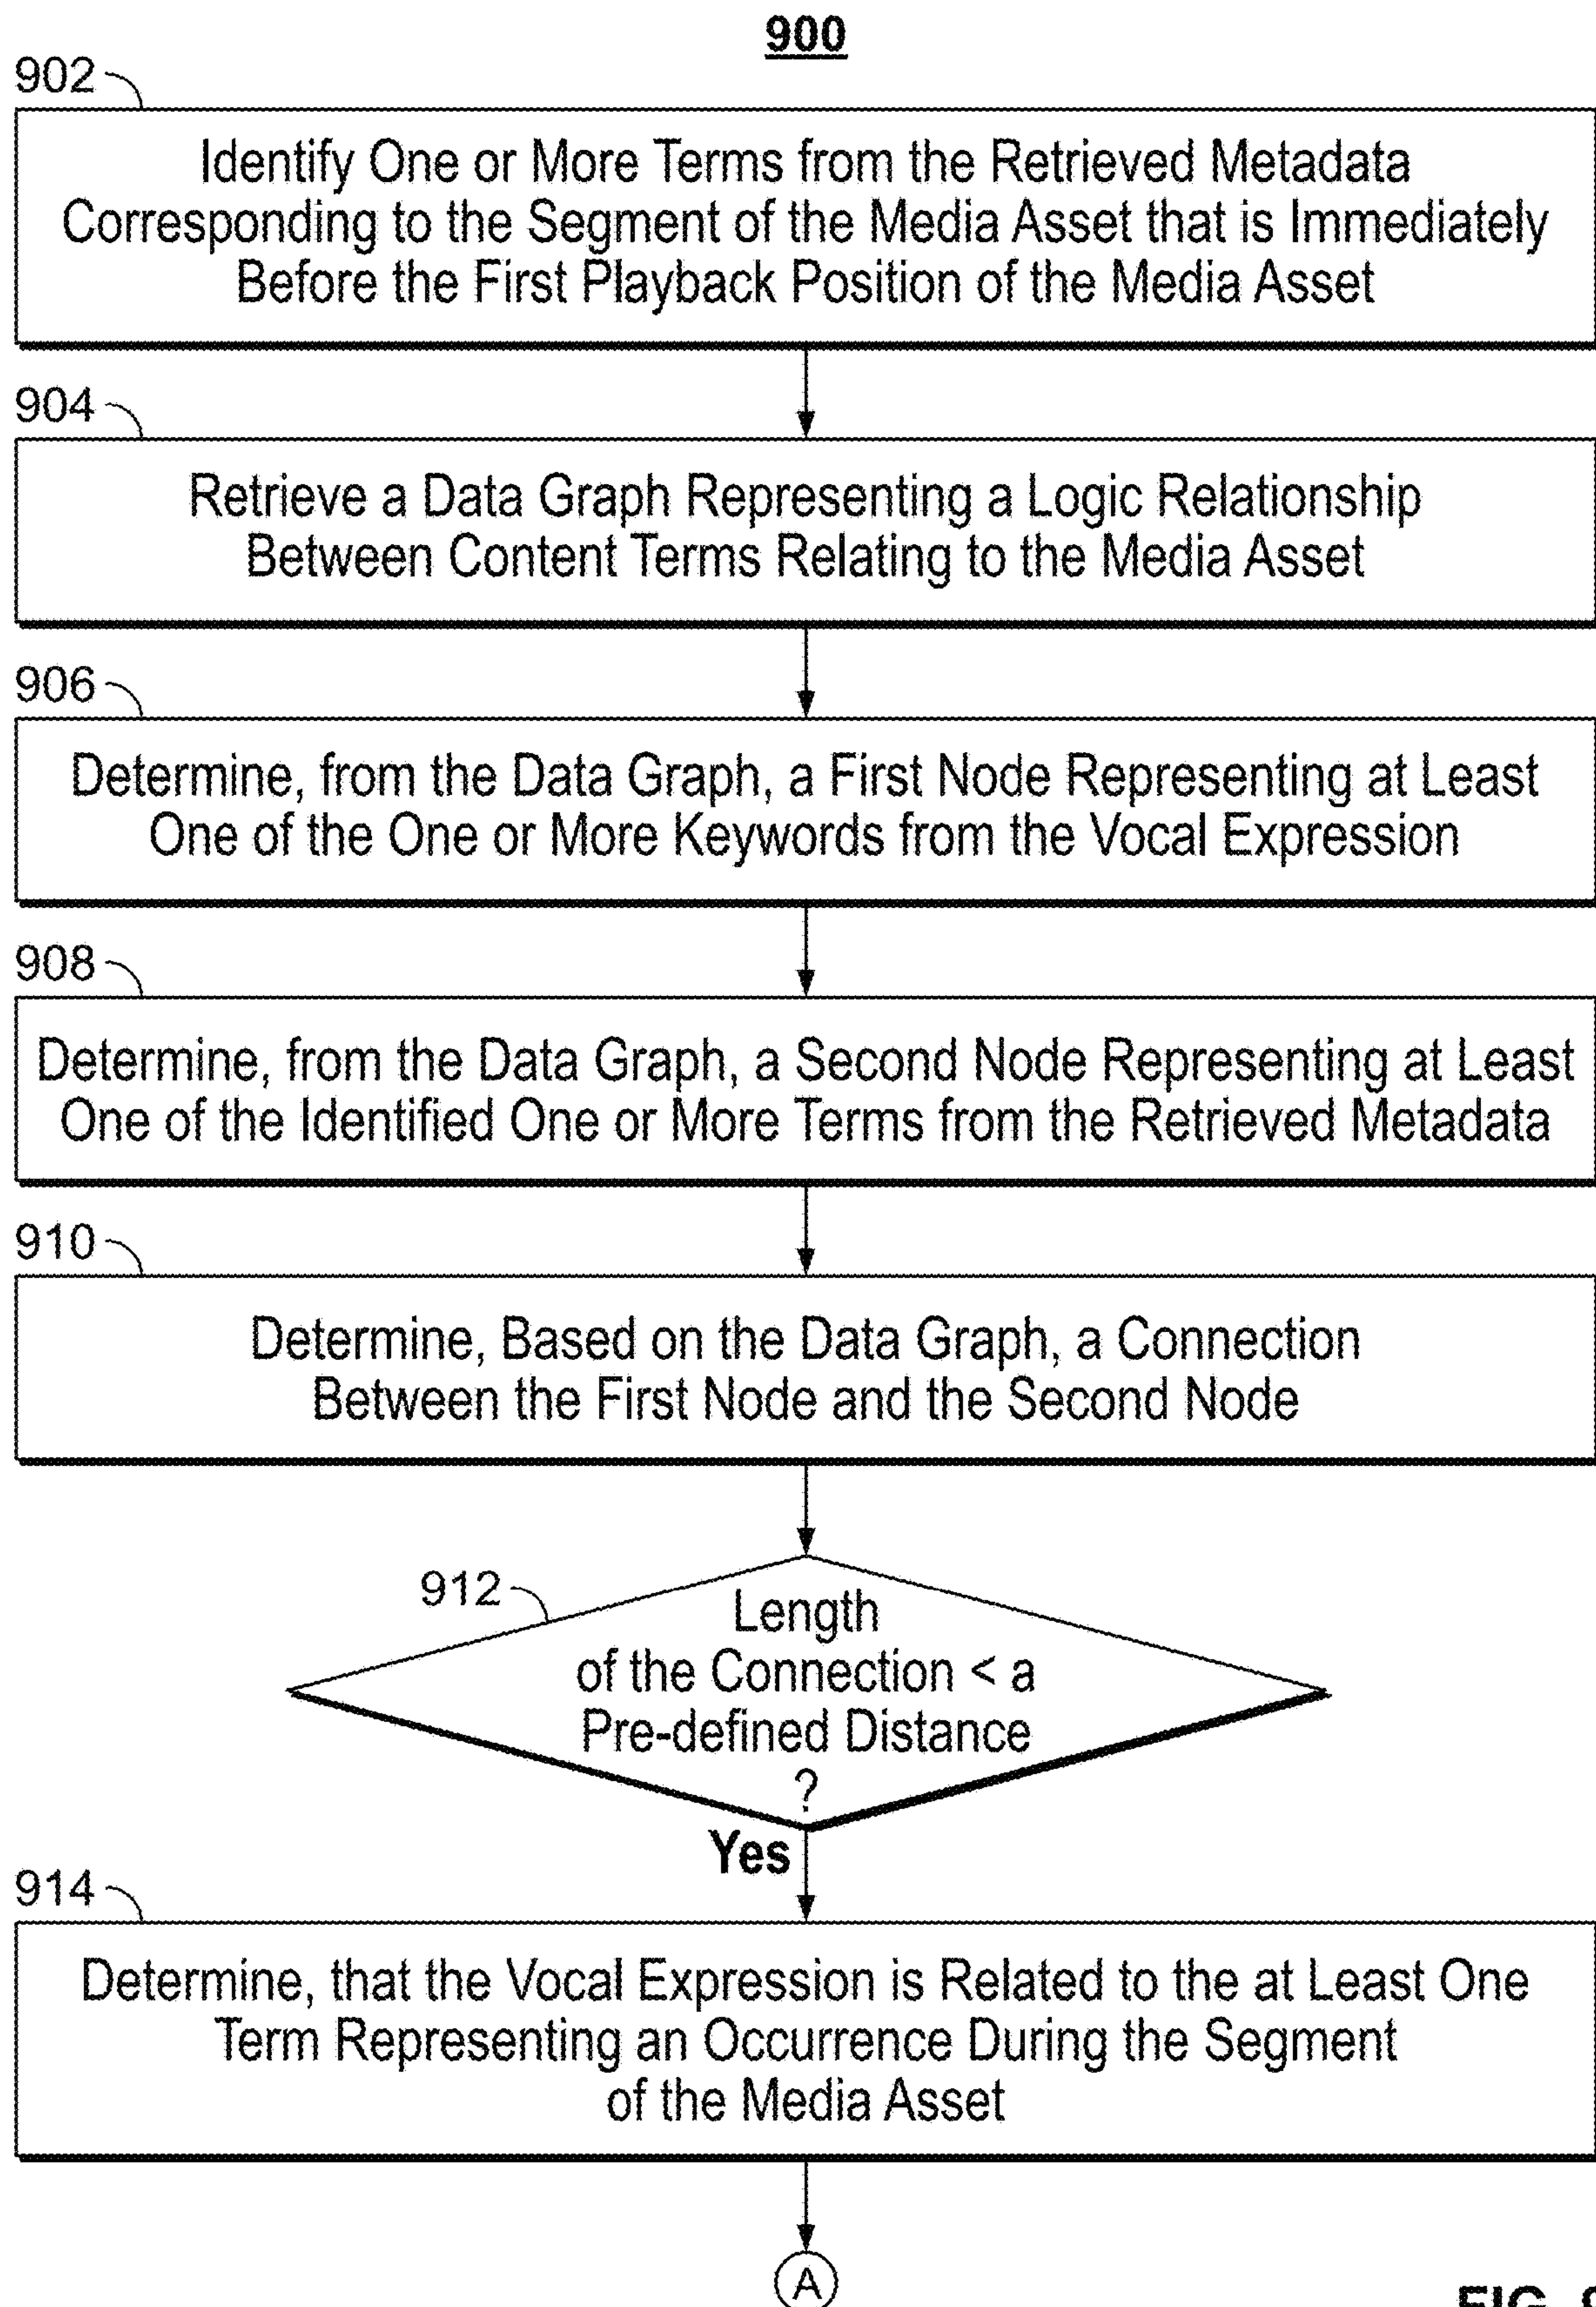 900
902
Identify One or More Terms from the Retrieved Metadata
Corresponding to the Segment of the Media Asset that is Immediately
Before the First Playback Position of the Media Asset
904
Retrieve a Data Graph Representing a Logic Relationship
Between Content Terms Relating to the Media Asset
906
Determine, from the Data Graph, a First Node Representing at Least
One of the One or More Keywords from the Vocal Expression
908
Determine, from the Data Graph, a Second Node Representing at Least
One of the Identified One or More Terms from the Retrieved Metadata
910
Determine, Based on the Data Graph, a Connection
Between the First Node and the Second Node
912
Length
of the Connection < a
Pre-defined Distance
?
Yes
914
Determine, that the Vocal Expression is Related to the at Least One
Term Representing an Occurrence During the Segment
of the Media Asset
A
FIG.